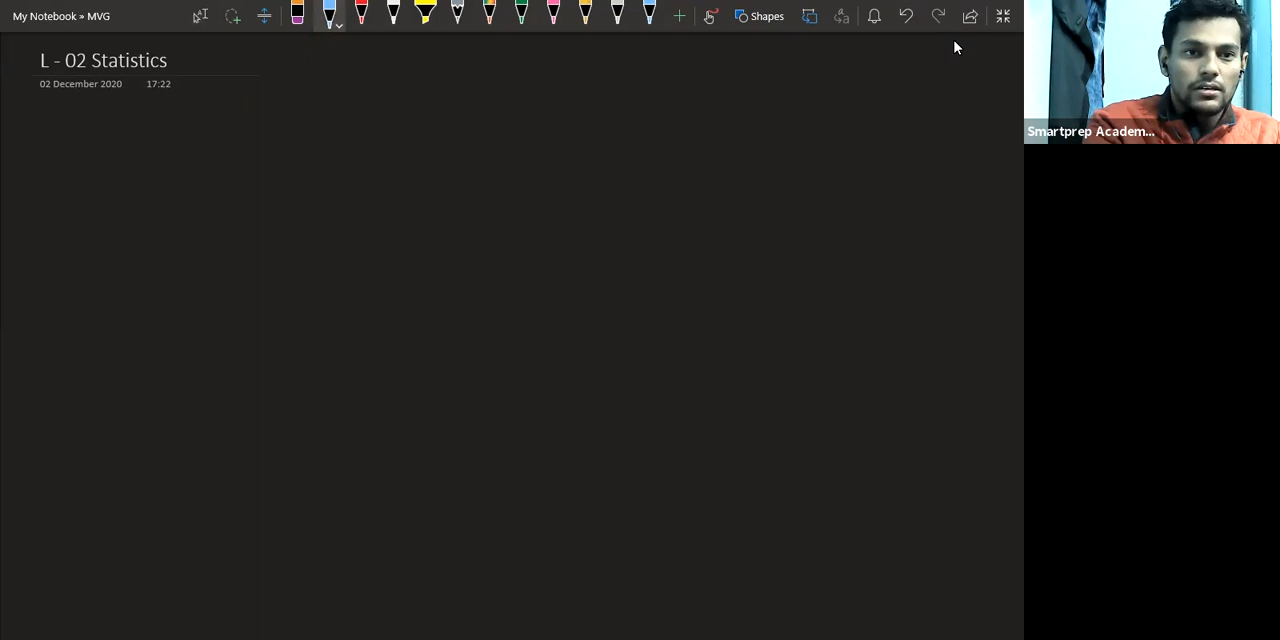 My Notebook » MVG
Shapes
L - 02 Statistics
02 December 2020 17:22
Smartprep Academ...